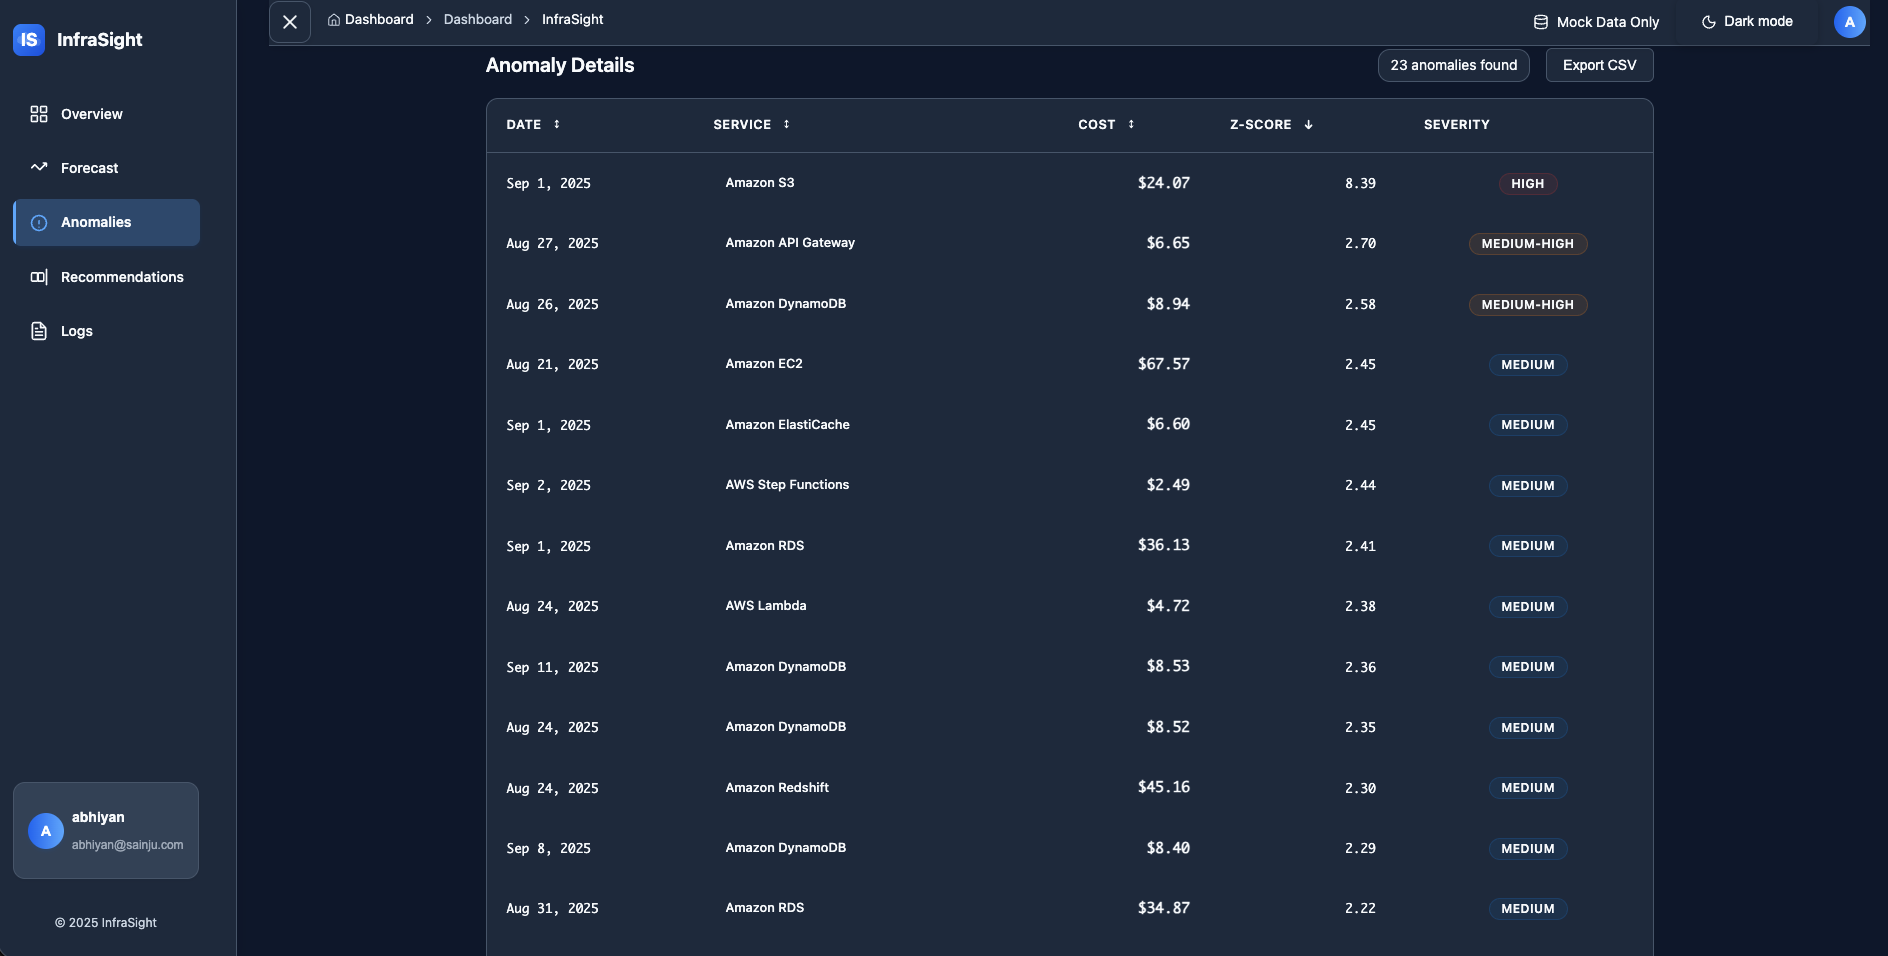 IS InfraSight
Overview
Forecast
Anomalies
Recommendations
Logs
A
abhiyan
abhiyan@sainju.com
© 2025 InfraSight
Dashboard > Dashboard > InfraSight
Mock Data Only
Dark mode
A
Anomaly Details
23 anomalies found
Export CSV
DATE SERVICE COST Z-SCORE SEVERITY
Sep 1, 2025 Amazon S3 $24.07 8.39 HIGH
Aug 27, 2025 Amazon API Gateway $6.65 2.70 MEDIUM-HIGH
Aug 26, 2025 Amazon DynamoDB $8.94 2.58 MEDIUM-HIGH
Aug 21, 2025 Amazon EC2 $67.57 2.45 MEDIUM
Sep 1, 2025 Amazon ElastiCache $6.60 2.45 MEDIUM
Sep 2, 2025 AWS Step Functions $2.49 2.44 MEDIUM
Sep 1, 2025 Amazon RDS $36.13 2.41 MEDIUM
Aug 24, 2025 AWS Lambda $4.72 2.38 MEDIUM
Sep 11, 2025 Amazon DynamoDB $8.53 2.36 MEDIUM
Aug 24, 2025 Amazon DynamoDB $8.52 2.35 MEDIUM
Aug 24, 2025 Amazon Redshift $45.16 2.30 MEDIUM
Sep 8, 2025 Amazon DynamoDB $8.40 2.29 MEDIUM
Aug 31, 2025 Amazon RDS $34.87 2.22 MEDIUM